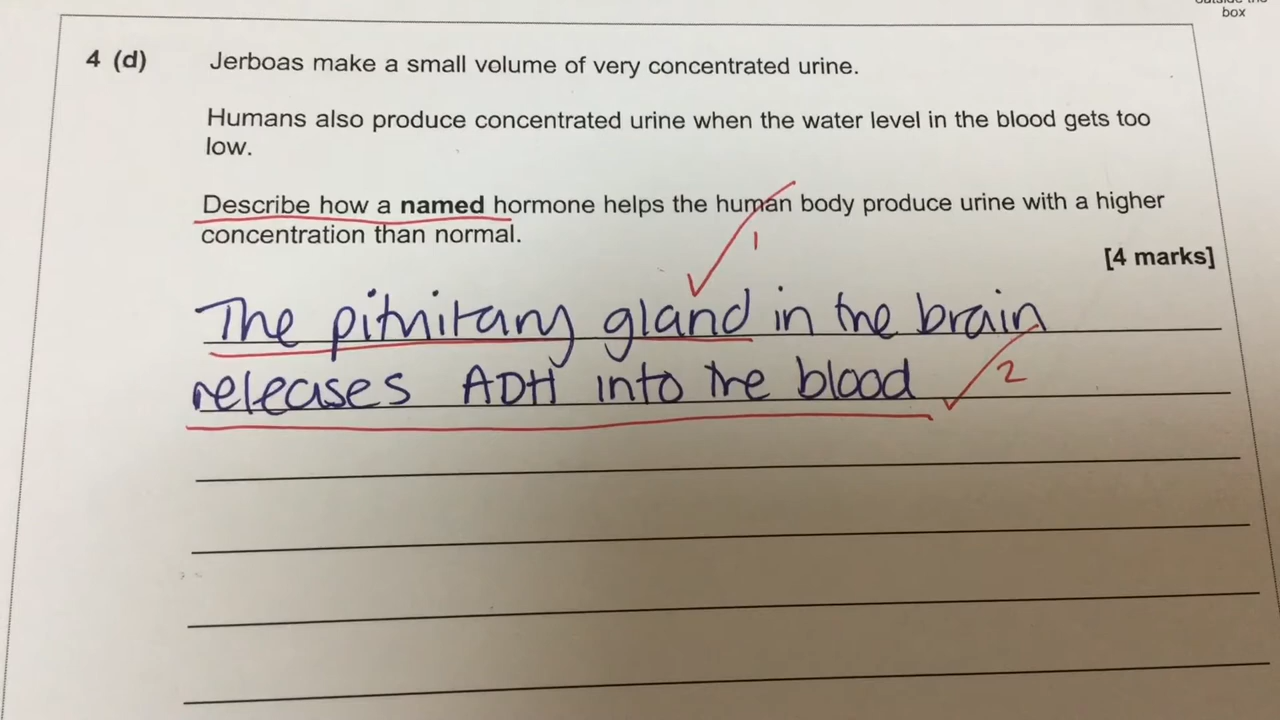 box
4 (d) Jerboas make a small volume of very concentrated urine.
Humans also produce concentrated urine when the water level in the blood gets too
low.
Describe how a named hormone helps the human body produce urine with a higher
concentration than normal.
1
[4 marks]
The pituitary gland in the brain
releases ADH into the blood 2